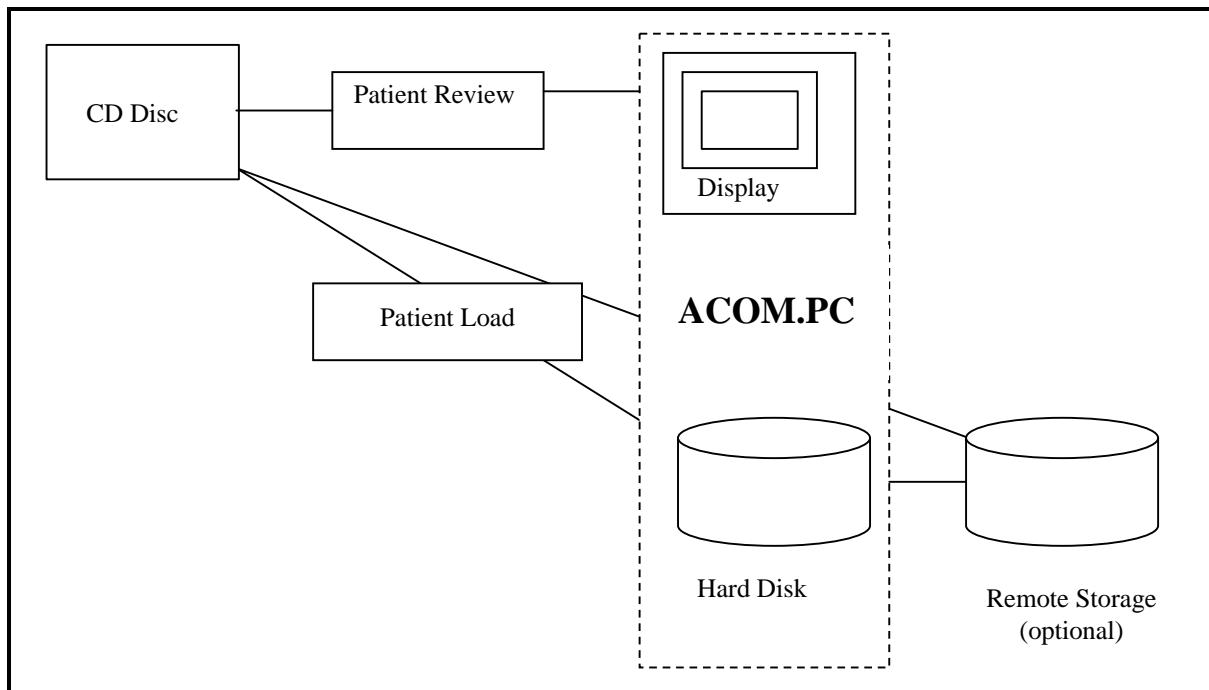 CD Disc
Patient Review
Display
Patient Load
ACOM.PC
Hard Disk
Remote Storage
(optional)